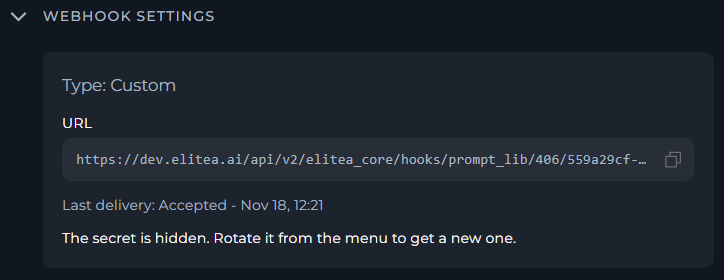 WEBHOOK SETTINGS
Type: Custom
URL
https://dev.elitea.ai/api/v2/elitea_core/hooks/prompt_lib/406/559a29cf-…
Last delivery: Accepted - Nov 18, 12:21
The secret is hidden. Rotate it from the menu to get a new one.